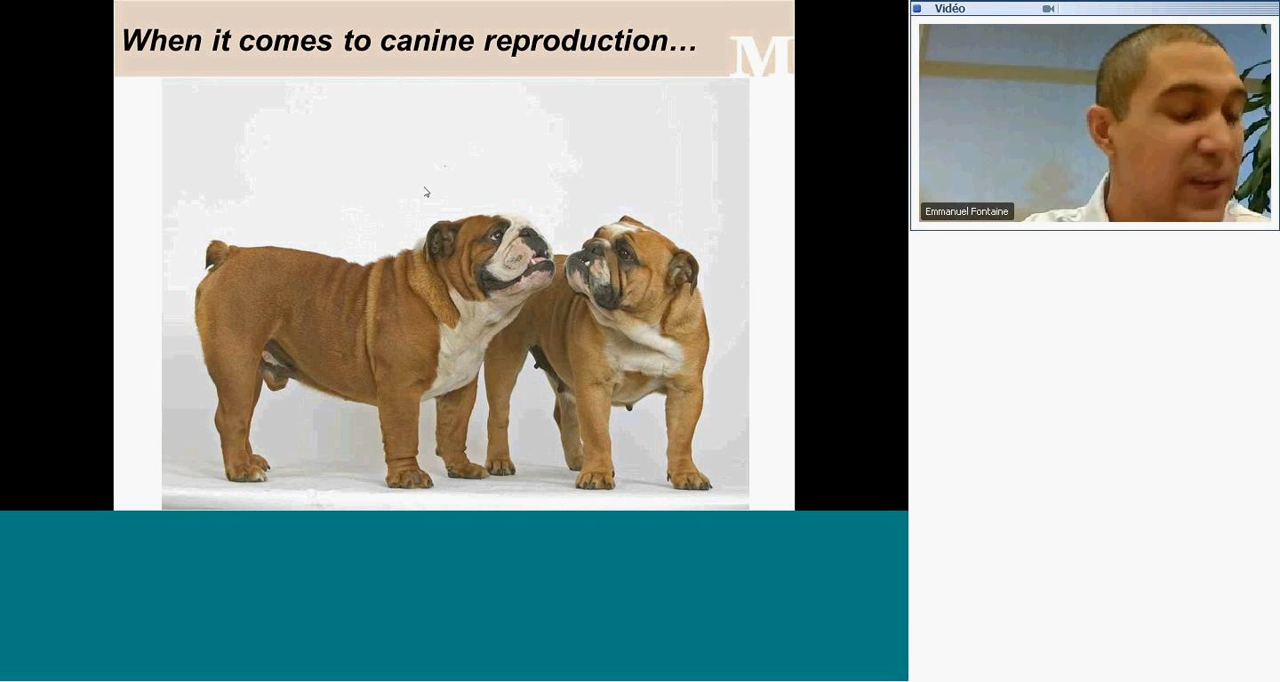 When it comes to canine reproduction…
M
Vidéo
Emmanuel Fontaine